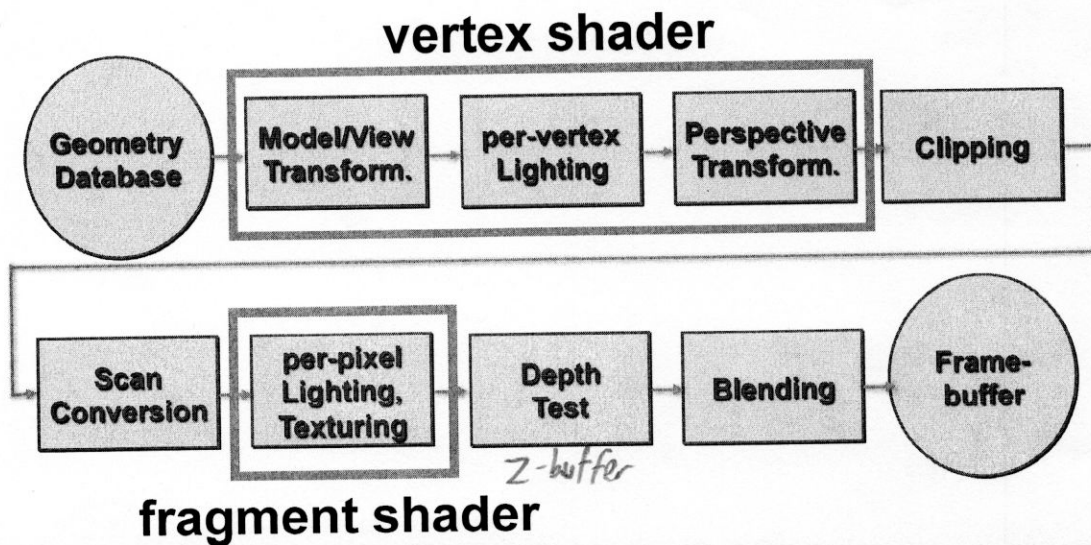 vertex shader
Geometry
Database
Model/View
Transform.
per-vertex
Lighting
Perspective
Transform.
Clipping
Scan
Conversion
per-pixel
Lighting,
Texturing
Depth
Test
Blending
Frame-
buffer
z-buffer
fragment shader